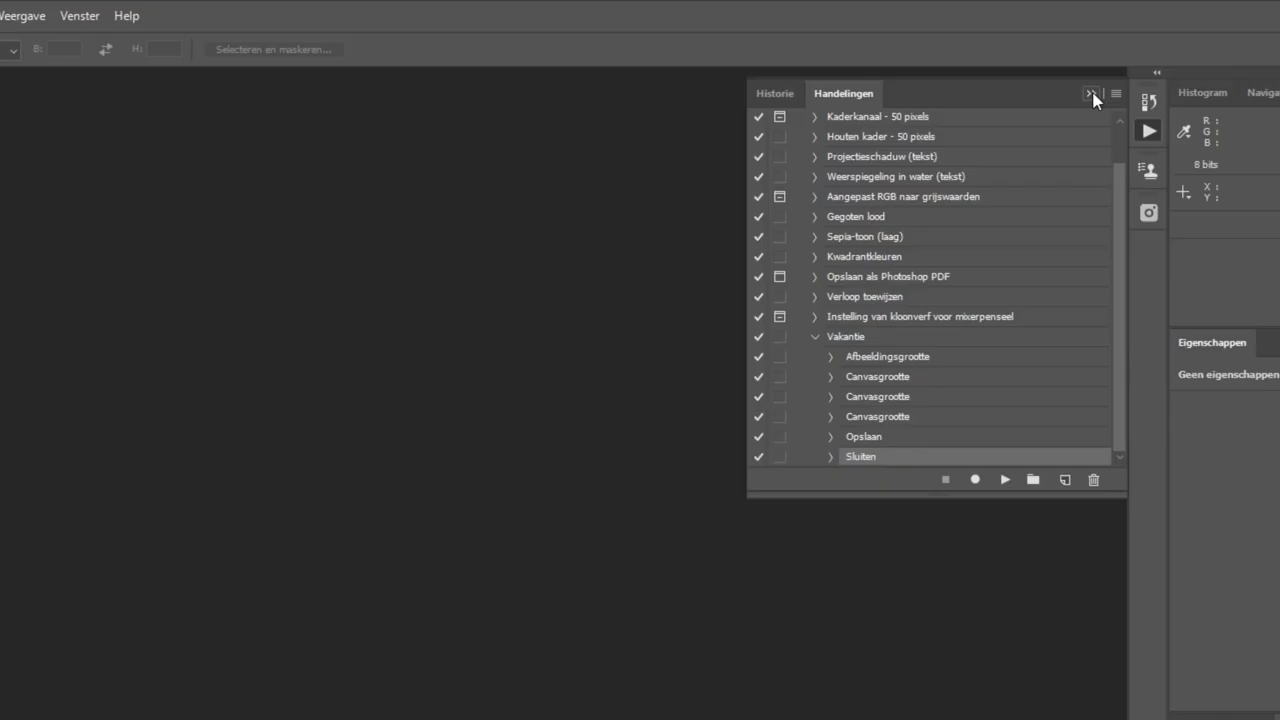 Weergave Venster Help
B: H: Selecteren en maskeren...
Historie Handelingen
Histogram
Kaderkanaal - 50 pixels
Houten kader - 50 pixels
Projectieschaduw (tekst)
Weerspiegeling in water (tekst)
Aangepast RGB naar grijswaarden
Gegoten lood
Sepia-toon (laag)
Kwadrantkleuren
Opslaan als Photoshop PDF
Verloop toewijzen
Instelling van kloonverf voor mixerpenseel
Vakantie
Afbeeldingsgrootte
Canvasgrootte
Canvasgrootte
Canvasgrootte
Opslaan
Sluiten
R :
G :
B :
8 bits
X :
Y :
Eigenschappen
Geen eigenschappen